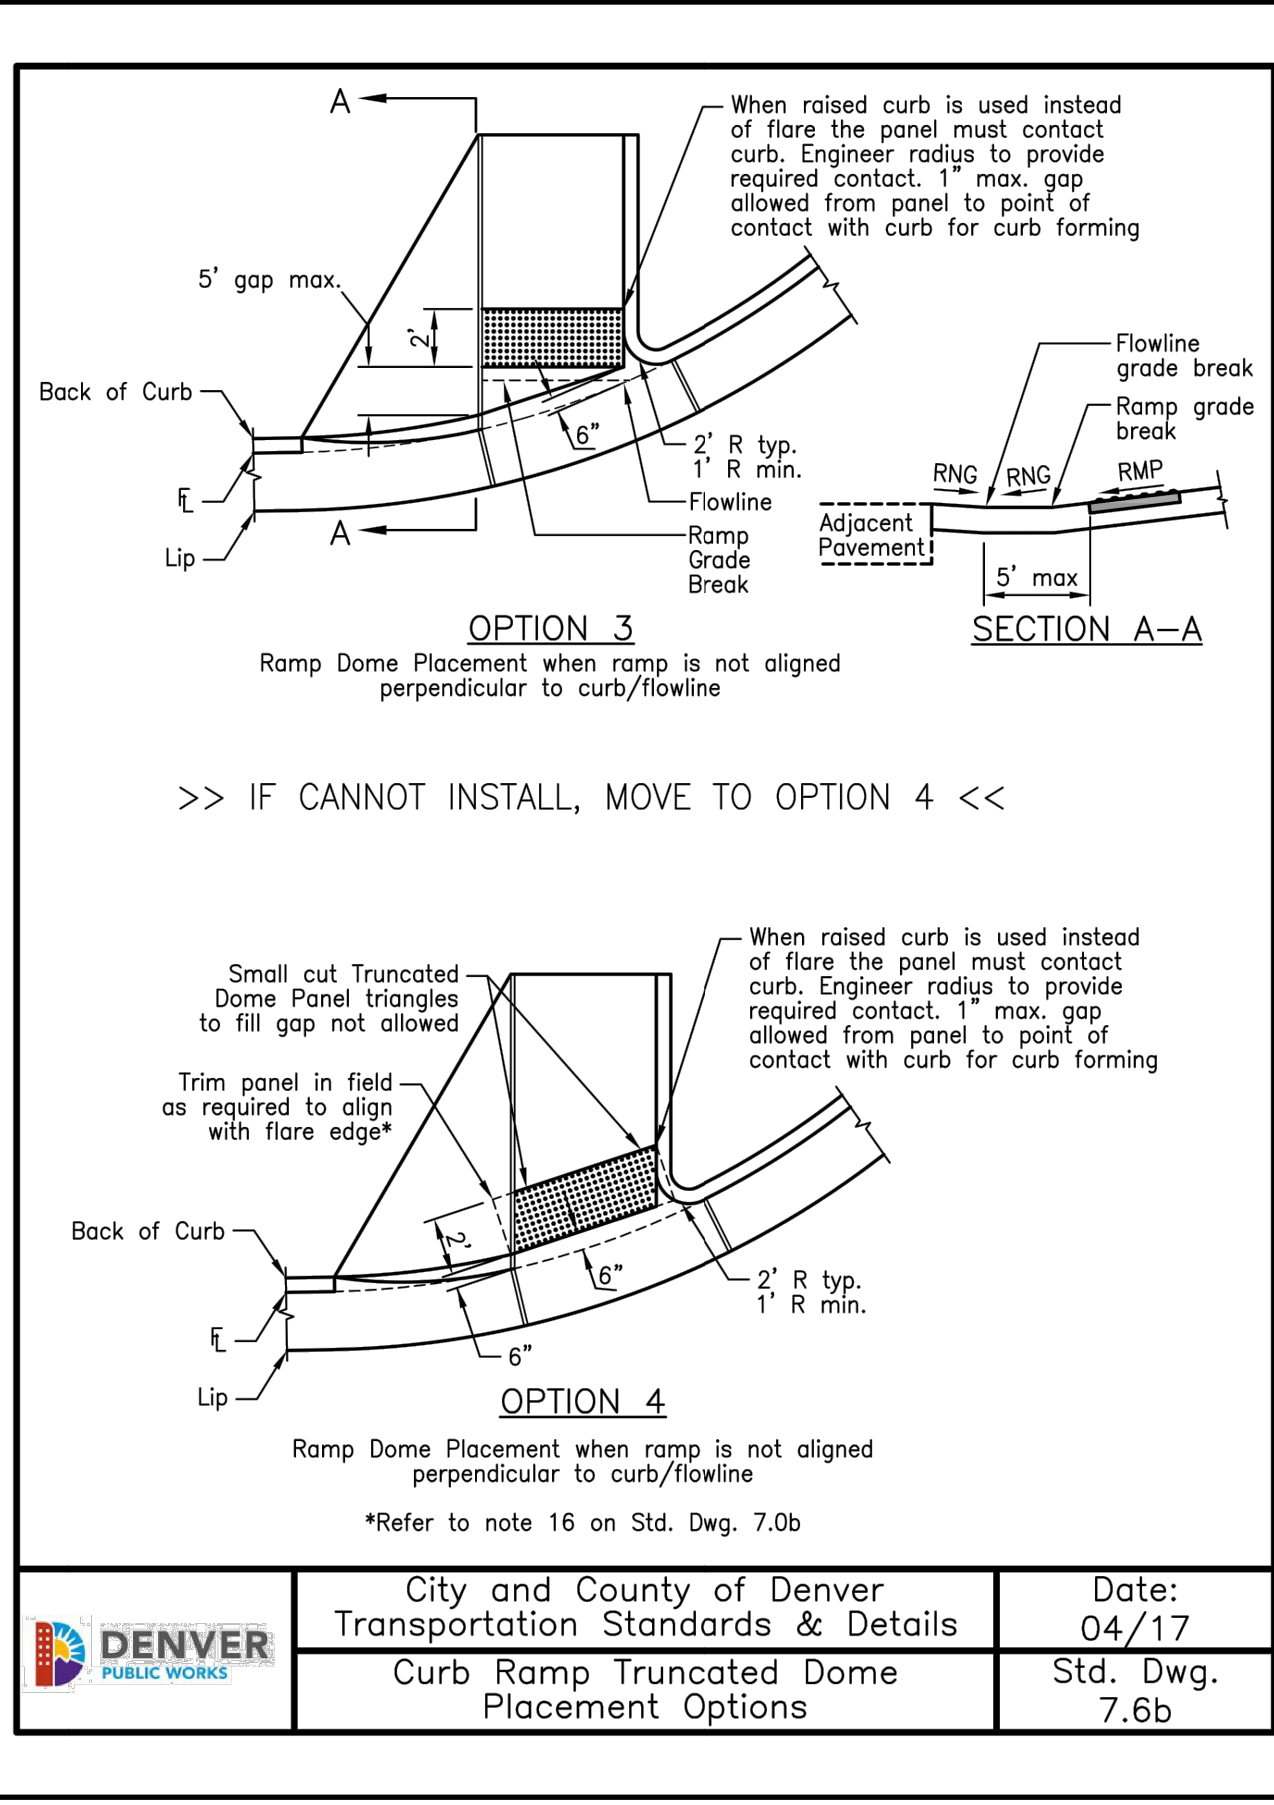 A
When raised curb is used instead
of flare the panel must contact
curb. Engineer radius to provide
required contact. 1" max. gap
allowed from panel to point of
contact with curb for curb forming
5' gap max.
2'
Flowline
grade break
Back of Curb
Ramp grade
break
6"
2' R typ.
1' R min.
RNG
RNG
RMP
FL
Flowline
A
Adjacent
Pavement
Ramp
Grade
Break
Lip
5' max
OPTION 3
SECTION A-A
Ramp Dome Placement when ramp is not aligned
perpendicular to curb/flowline
>> IF CANNOT INSTALL, MOVE TO OPTION 4 <<
When raised curb is used instead
of flare the panel must contact
curb. Engineer radius to provide
required contact. 1" max. gap
allowed from panel to point of
contact with curb for curb forming
Small cut Truncated
Dome Panel triangles
to fill gap not allowed
Trim panel in field
as required to align
with flare edge*
Back of Curb
2'
6"
2' R typ.
1' R min.
FL
6"
Lip
OPTION 4
Ramp Dome Placement when ramp is not aligned
perpendicular to curb/flowline
*Refer to note 16 on Std. Dwg. 7.0b
DENVER
PUBLIC WORKS
City and County of Denver
Transportation Standards & Details
Date:
04/17
Curb Ramp Truncated Dome
Placement Options
Std. Dwg.
7.6b